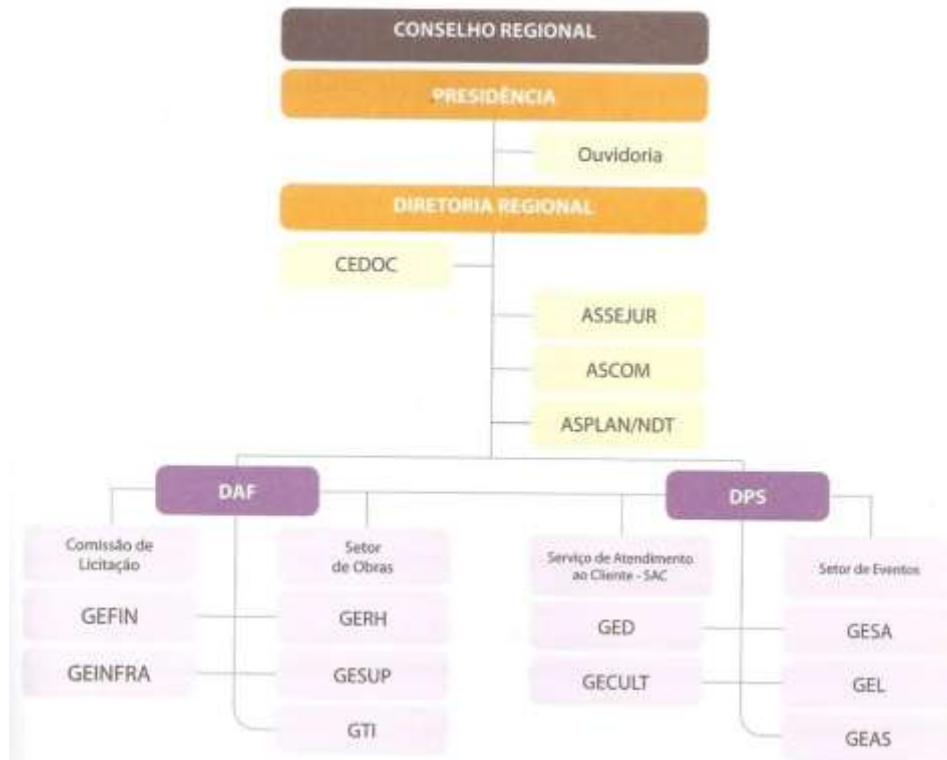 CONSELHO REGIONAL
PRESIDÊNCIA
Ouvidoria
DIRETORIA REGIONAL
CEDOC
ASSEJUR
ASCOM
ASPLAN/NDT
DAF
DPS
Comissão de
Licitação
Setor
de Obras
Serviço de Atendimento
ao Cliente - SAC
Setor de Eventos
GEFIN
GERH
GED
GESA
GEINFRA
GESUP
GECULT
GEL
GTI
GEAS